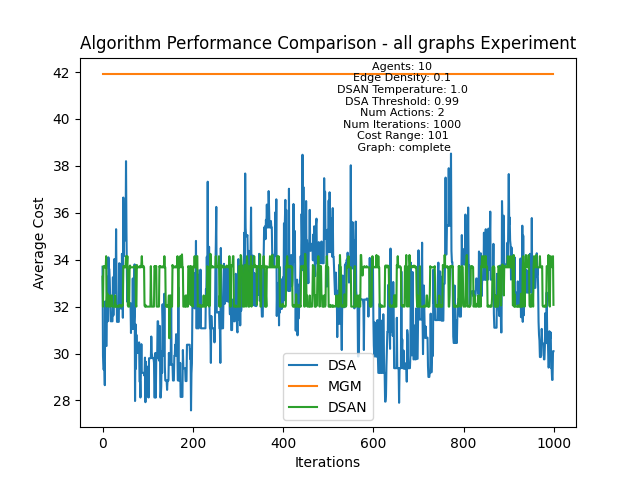 Algorithm Performance Comparison - all graphs Experiment
Agents: 10
Edge Density: 0.1
DSAN Temperature: 1.0
DSA Threshold: 0.99
Num Actions: 2
Num Iterations: 1000
Cost Range: 101
Graph: complete
Average Cost
42
40
38
36
34
32
30
28
DSA
MGM
DSAN
0 200 400 600 800 1000
Iterations